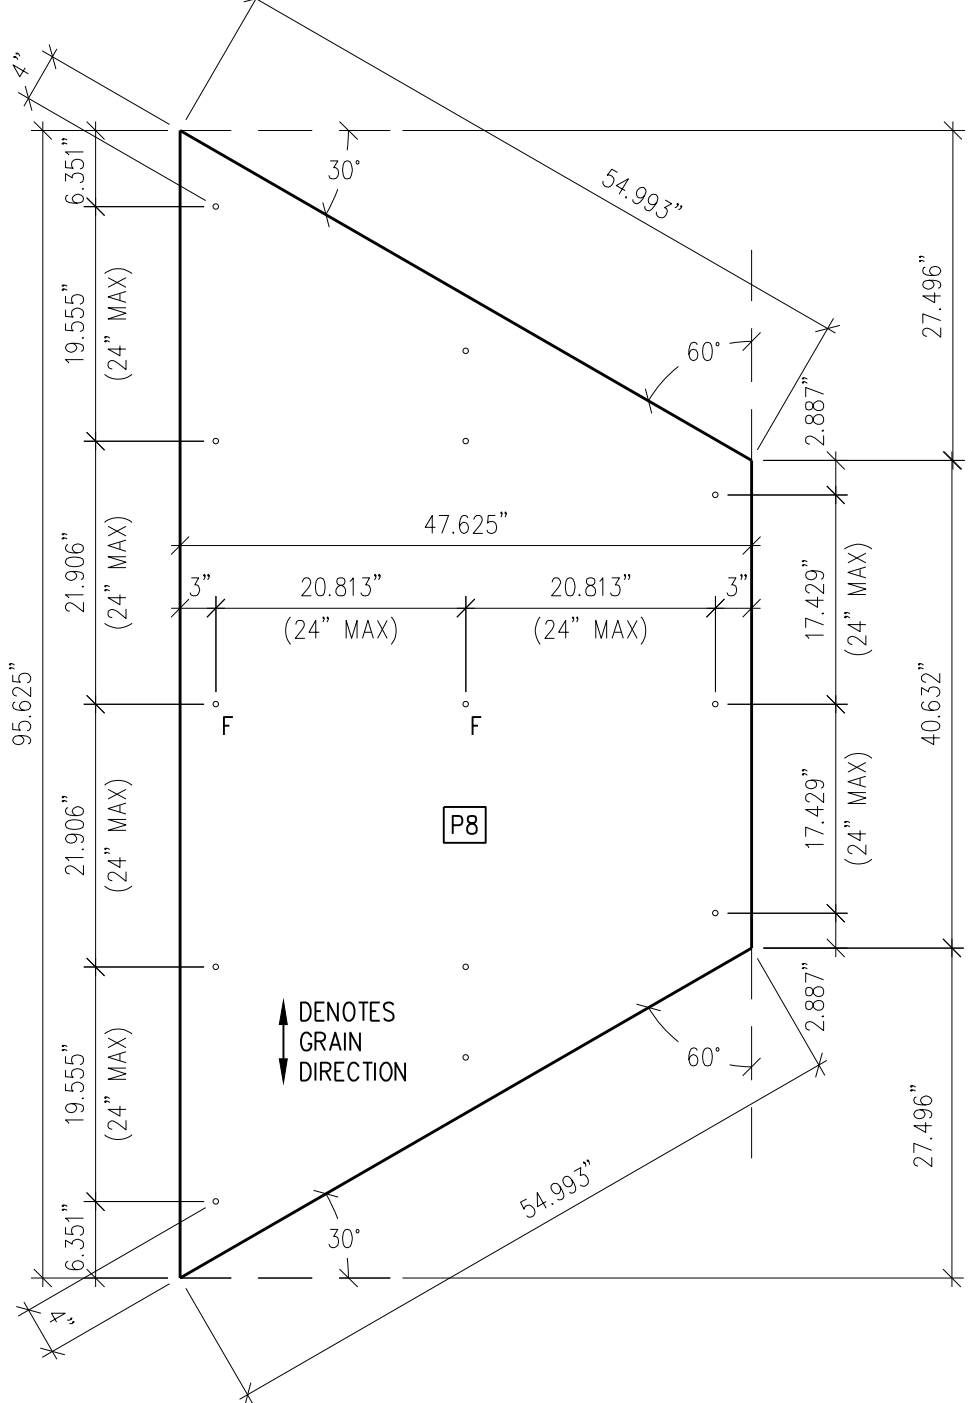 4”
6.351”
30°
54.993”
27.496”
19.555”
(24” MAX)
60°
2.887”
47.625”
21.906”
(24” MAX)
3”
20.813”
(24” MAX)
20.813”
(24” MAX)
3”
17.429”
(24” MAX)
95.625”
40.632”
F
F
P8
21.906”
(24” MAX)
17.429”
(24” MAX)
DENOTES
GRAIN
DIRECTION
2.887”
60°
19.555”
(24” MAX)
27.496”
54.993”
30°
6.351”
4”